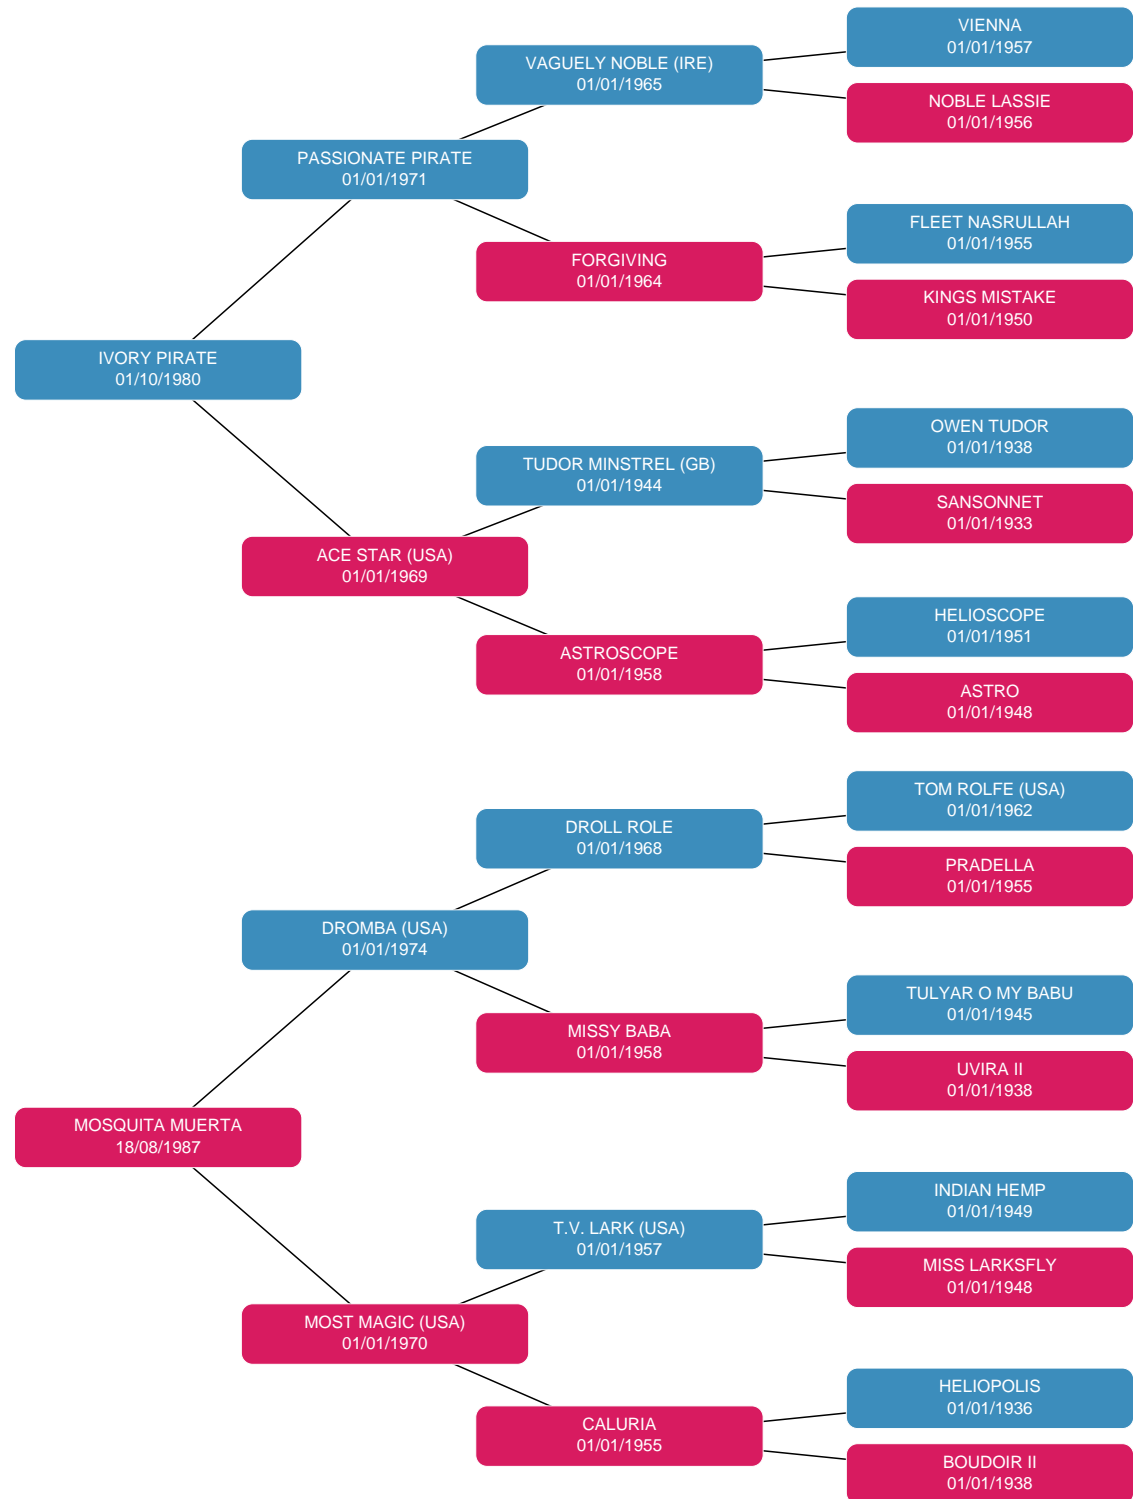 VIENNA
01/01/1957
VAGUELY NOBLE (IRE)
01/01/1965
NOBLE LASSIE
01/01/1956
PASSIONATE PIRATE
01/01/1971
FLEET NASRULLAH
01/01/1955
FORGIVING
01/01/1964
KINGS MISTAKE
01/01/1950
IVORY PIRATE
01/10/1980
OWEN TUDOR
01/01/1938
TUDOR MINSTREL (GB)
01/01/1944
SANSONNET
01/01/1933
ACE STAR (USA)
01/01/1969
HELIOSCOPE
01/01/1951
ASTROSCOPE
01/01/1958
ASTRO
01/01/1948
TOM ROLFE (USA)
01/01/1962
DROLL ROLE
01/01/1968
PRADELLA
01/01/1955
DROMBA (USA)
01/01/1974
TULYAR O MY BABU
01/01/1945
MISSY BABA
01/01/1958
UVIRA II
01/01/1938
MOSQUITA MUERTA
18/08/1987
INDIAN HEMP
01/01/1949
T.V. LARK (USA)
01/01/1957
MISS LARKSFLY
01/01/1948
MOST MAGIC (USA)
01/01/1970
HELIOPOLIS
01/01/1936
CALURIA
01/01/1955
BOUDOIR II
01/01/1938